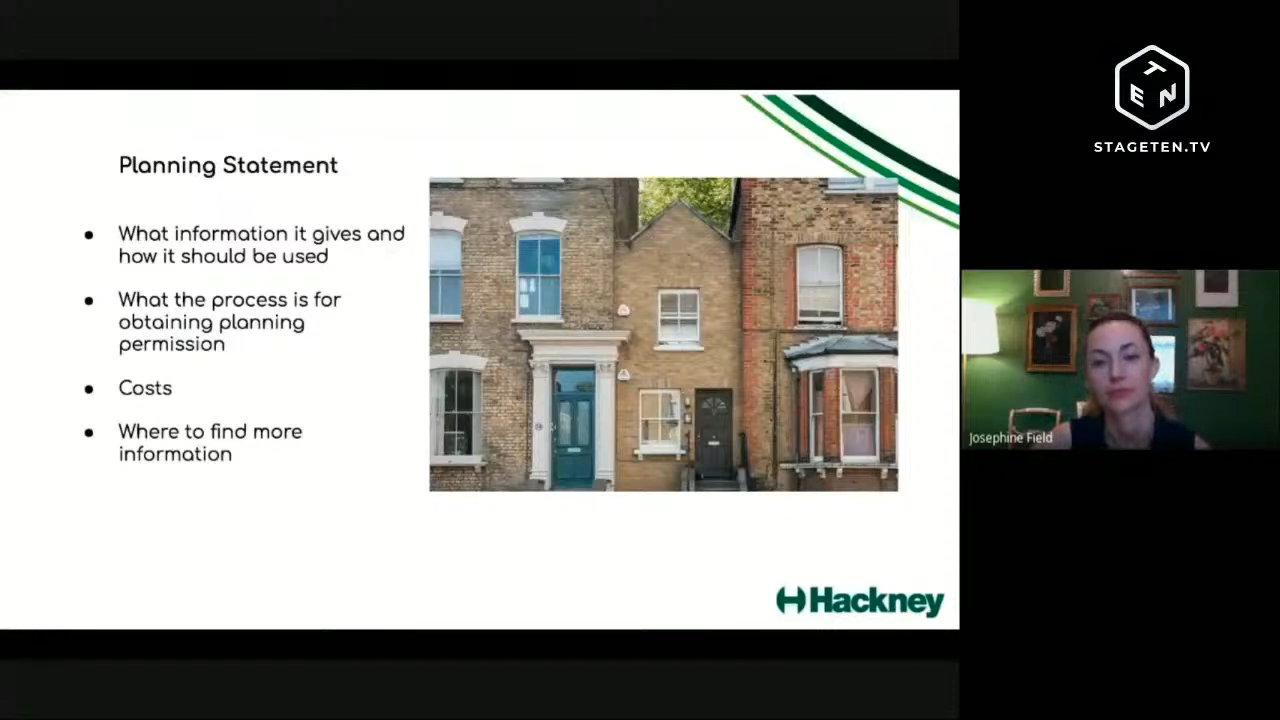 Planning Statement
What information it gives and
how it should be used
What the process is for
obtaining planning
permission
Costs
Where to find more
information
Hackney
TEN
STAGETEN.TV
Josephine Field